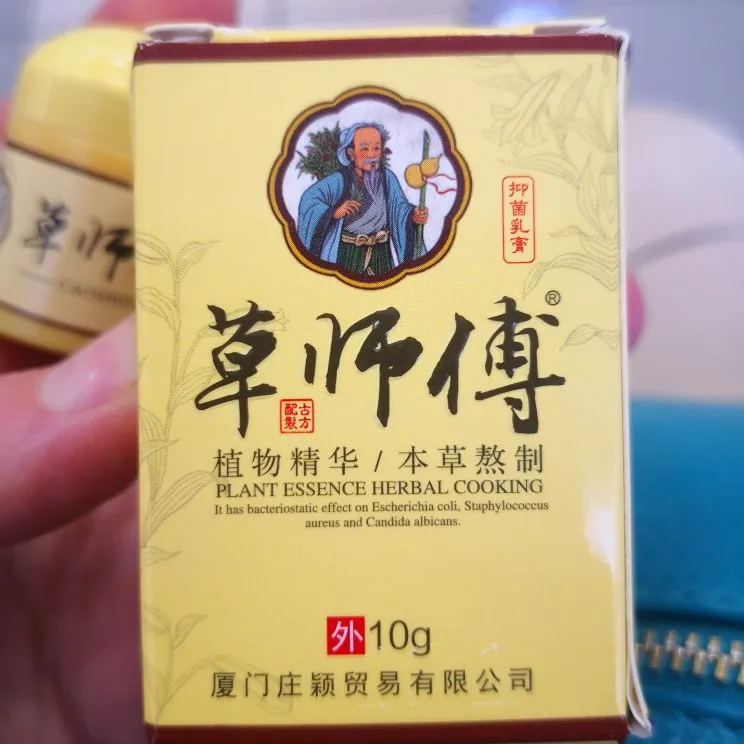 抑菌乳膏
草师傅®
古方
配製
植物精华/本草熬制
PLANT ESSENCE HERBAL COOKING
It has bacteriostatic effect on Escherichia coli, Staphylococcus
aureus and Candida albicans.
外10g
厦门庄颖贸易有限公司
草师